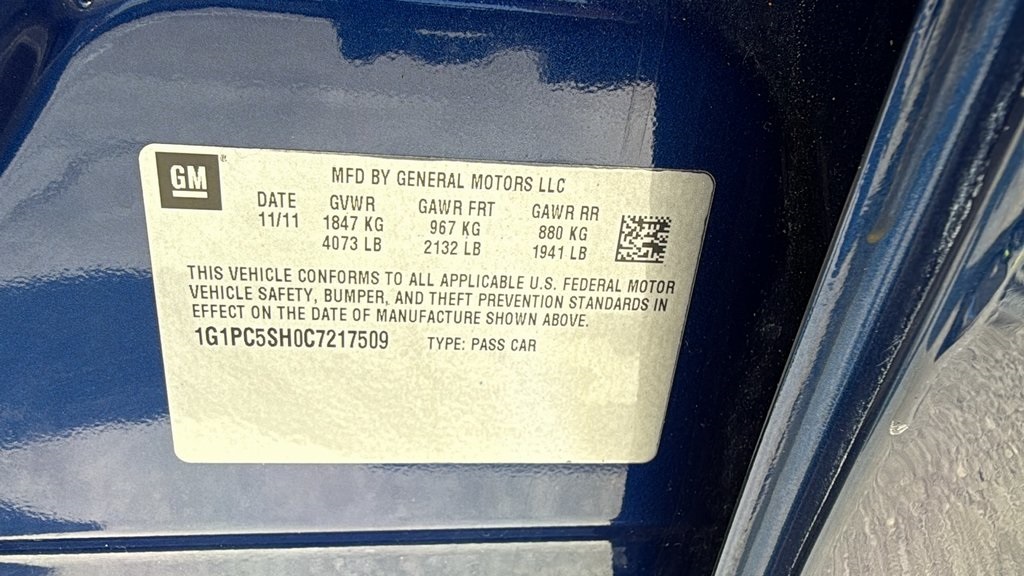 GM ®
MFD BY GENERAL MOTORS LLC
DATE GVWR GAWR FRT GAWR RR
11/11 1847 KG 967 KG 880 KG
4073 LB 2132 LB 1941 LB
THIS VEHICLE CONFORMS TO ALL APPLICABLE U.S. FEDERAL MOTOR
VEHICLE SAFETY, BUMPER, AND THEFT PREVENTION STANDARDS IN
EFFECT ON THE DATE OF MANUFACTURE SHOWN ABOVE.
1G1PC5SH0C7217509 TYPE: PASS CAR